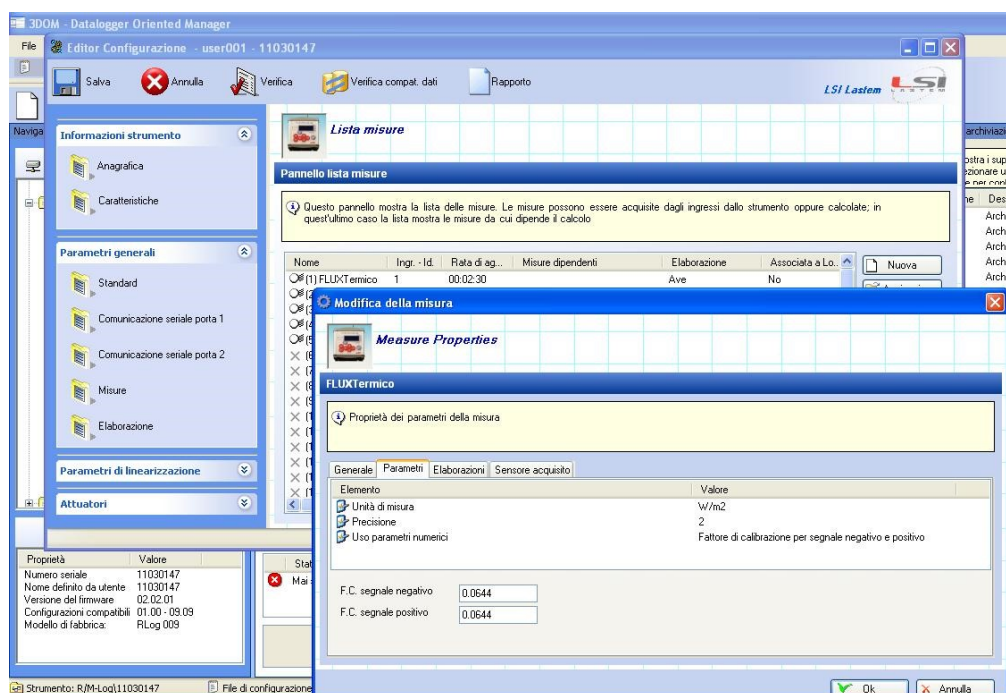 3DOM - Datalogger Oriented Manager
File
Editor Configurazione - user001 - 11030147
Salva
Annulla
Verifica
Verifica compat. dati
Rapporto
LSI Lastem
LSI
LASTEM
Naviga
Informazioni strumento
Anagrafica
Caratteristiche
Parametri generali
Standard
Comunicazione seriale porta 1
Comunicazione seriale porta 2
Misure
Elaborazione
Parametri di linearizzazione
Attuatori
Lista misure
Pannello lista misure
Questo pannello mostra la lista delle misure. Le misure possono essere acquisite dagli ingressi dallo strumento oppure calcolate; in
quest'ultimo caso la lista mostra le misure da cui dipende il calcolo
Nome Ingr. - Id. Rata di ag... Misure dipendenti Elaborazione Associata a Lo..
(1) FLUXTermico 1 00:02:30 Ave No
Nuova
archiviazi
ostra i sup
ezionare u
e per conf
ne Des
Arch
Arch
Arch
Arch
Arch
Modifica della misura
Measure Properties
FLUXTermico
Proprietà dei parametri della misura
Generale Parametri Elaborazioni Sensore acquisito
Elemento Valore
Unità di misura W/m2
Precisione 2
Uso parametri numerici Fattore di calibrazione per segnale negativo e positivo
F.C. segnale negativo 0.0644
F.C. segnale positivo 0.0644
Ok
Annulla
Proprietà Valore
Numero seriale 11030147
Nome definito da utente 11030147
Versione del firmware 02.02.01
Configurazioni compatibili 01.00 - 09.09
Modello di fabbrica: RLog 009
Stat
Mai
Strumento: R/M-Log\11030147
File di configurazione